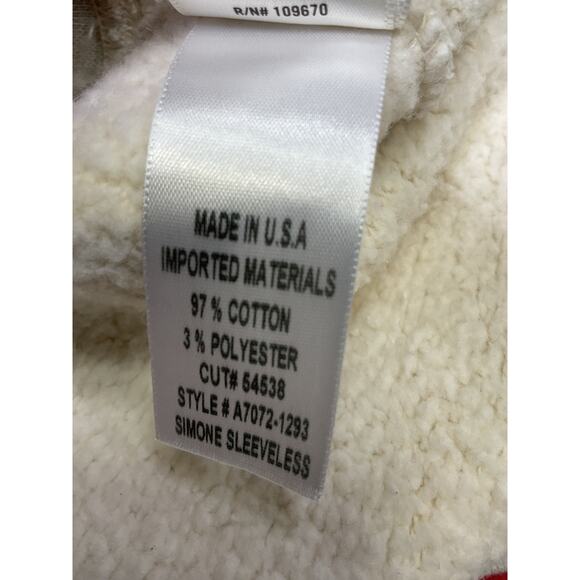 R/N# 109670
MADE IN U.S.A
IMPORTED MATERIALS
97 % COTTON
3 % POLYESTER
CUT# 54538
STYLE # A7072-1293
SIMONE SLEEVELESS